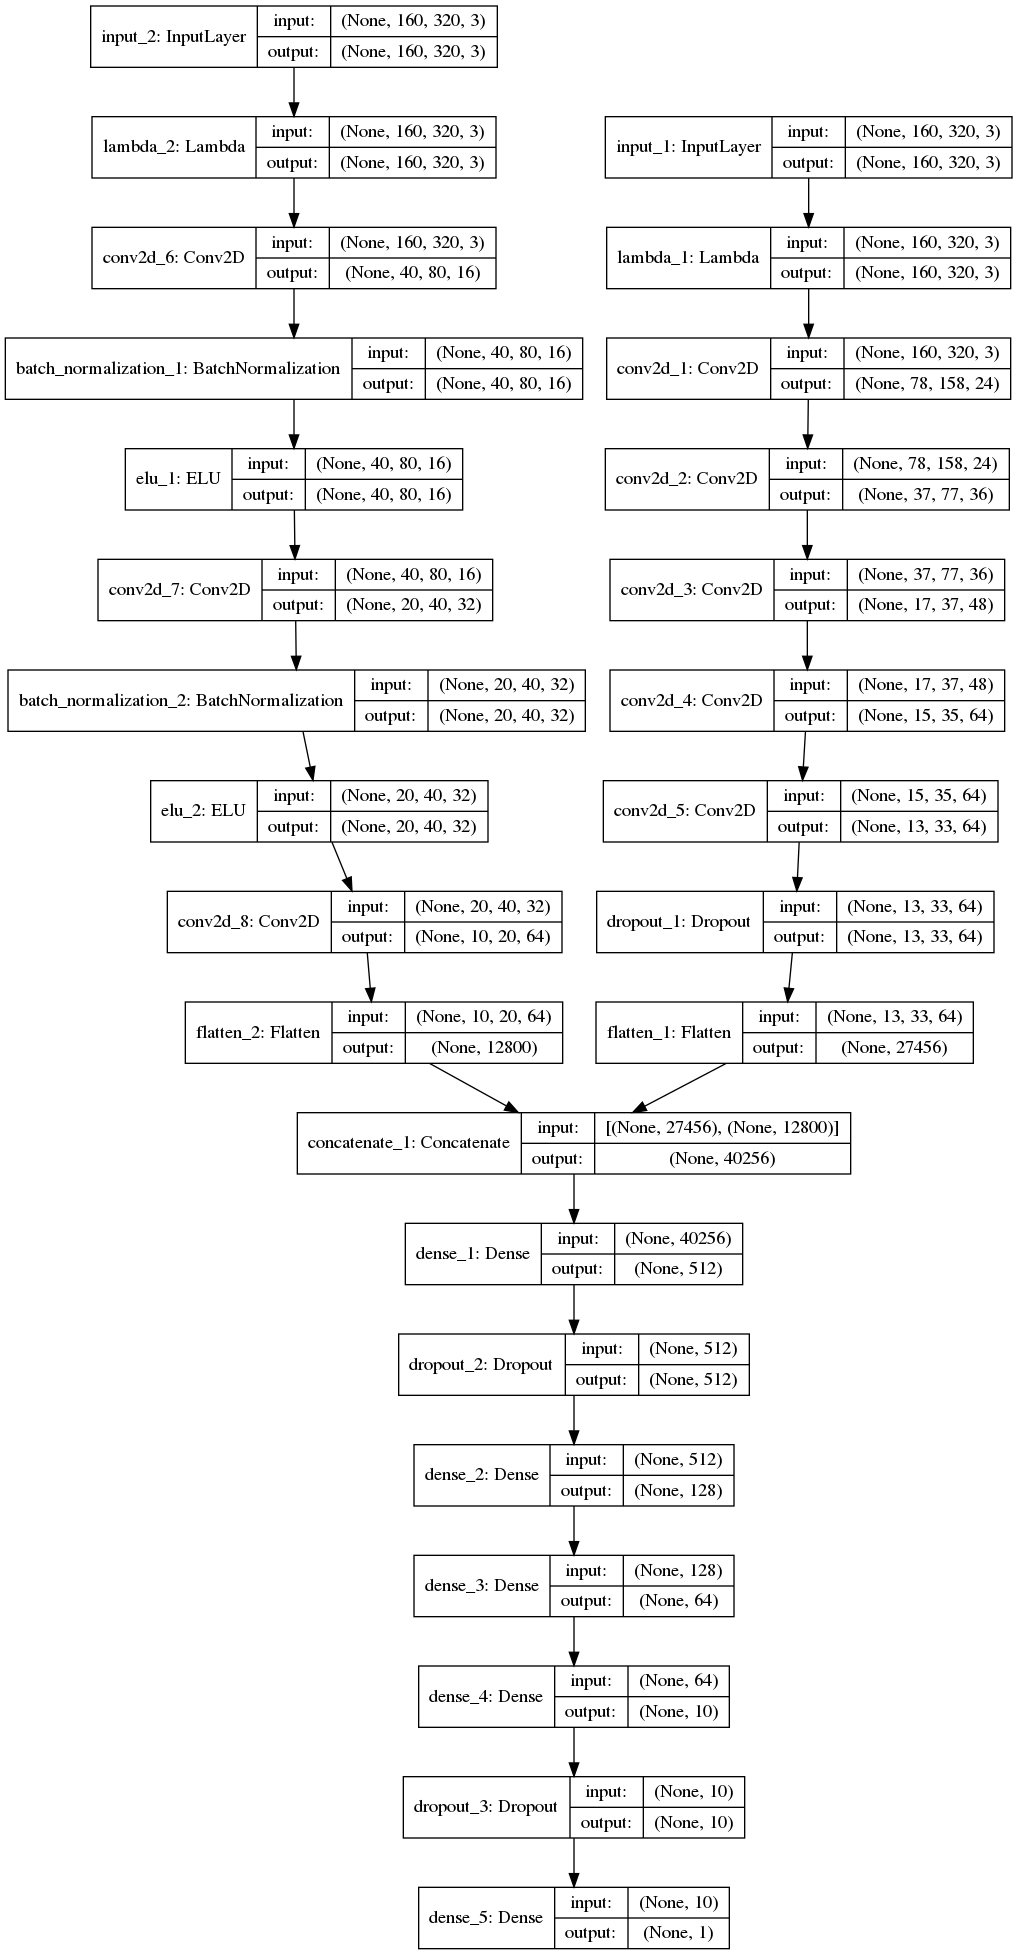 input_2: InputLayer
input: (None, 160, 320, 3)
output: (None, 160, 320, 3)
lambda_2: Lambda
input: (None, 160, 320, 3)
output: (None, 160, 320, 3)
input_1: InputLayer
input: (None, 160, 320, 3)
output: (None, 160, 320, 3)
conv2d_6: Conv2D
input: (None, 160, 320, 3)
output: (None, 40, 80, 16)
lambda_1: Lambda
input: (None, 160, 320, 3)
output: (None, 160, 320, 3)
batch_normalization_1: BatchNormalization
input: (None, 40, 80, 16)
output: (None, 40, 80, 16)
conv2d_1: Conv2D
input: (None, 160, 320, 3)
output: (None, 78, 158, 24)
elu_1: ELU
input: (None, 40, 80, 16)
output: (None, 40, 80, 16)
conv2d_2: Conv2D
input: (None, 78, 158, 24)
output: (None, 37, 77, 36)
conv2d_7: Conv2D
input: (None, 40, 80, 16)
output: (None, 20, 40, 32)
conv2d_3: Conv2D
input: (None, 37, 77, 36)
output: (None, 17, 37, 48)
batch_normalization_2: BatchNormalization
input: (None, 20, 40, 32)
output: (None, 20, 40, 32)
conv2d_4: Conv2D
input: (None, 17, 37, 48)
output: (None, 15, 35, 64)
elu_2: ELU
input: (None, 20, 40, 32)
output: (None, 20, 40, 32)
conv2d_5: Conv2D
input: (None, 15, 35, 64)
output: (None, 13, 33, 64)
conv2d_8: Conv2D
input: (None, 20, 40, 32)
output: (None, 10, 20, 64)
dropout_1: Dropout
input: (None, 13, 33, 64)
output: (None, 13, 33, 64)
flatten_2: Flatten
input: (None, 10, 20, 64)
output: (None, 12800)
flatten_1: Flatten
input: (None, 13, 33, 64)
output: (None, 27456)
concatenate_1: Concatenate
input: [(None, 27456), (None, 12800)]
output: (None, 40256)
dense_1: Dense
input: (None, 40256)
output: (None, 512)
dropout_2: Dropout
input: (None, 512)
output: (None, 512)
dense_2: Dense
input: (None, 512)
output: (None, 128)
dense_3: Dense
input: (None, 128)
output: (None, 64)
dense_4: Dense
input: (None, 64)
output: (None, 10)
dropout_3: Dropout
input: (None, 10)
output: (None, 10)
dense_5: Dense
input: (None, 10)
output: (None, 1)